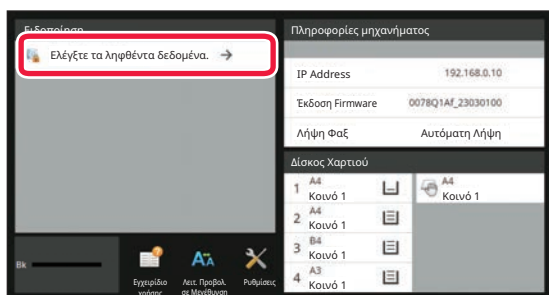 Ειδοποίηση
Ελέγξτε τα ληφθέντα δεδομένα. →
Πληροφορίες μηχανήματος
IP Address 192.168.0.10
Έκδοση Firmware 0078Q1Af_23030100
Λήψη Φαξ Αυτόματη Λήψη
Δίσκος Χαρτιού
1 A4 Κοινό 1
A4 Κοινό 1
2 A4 Κοινό 1
3 B4 Κοινό 1
4 A3 Κοινό 1
Bk
Εγχειρίδιο χρήσης
Λειτ. Προβολ. σε Μεγέθυνση
Ρυθμίσεις